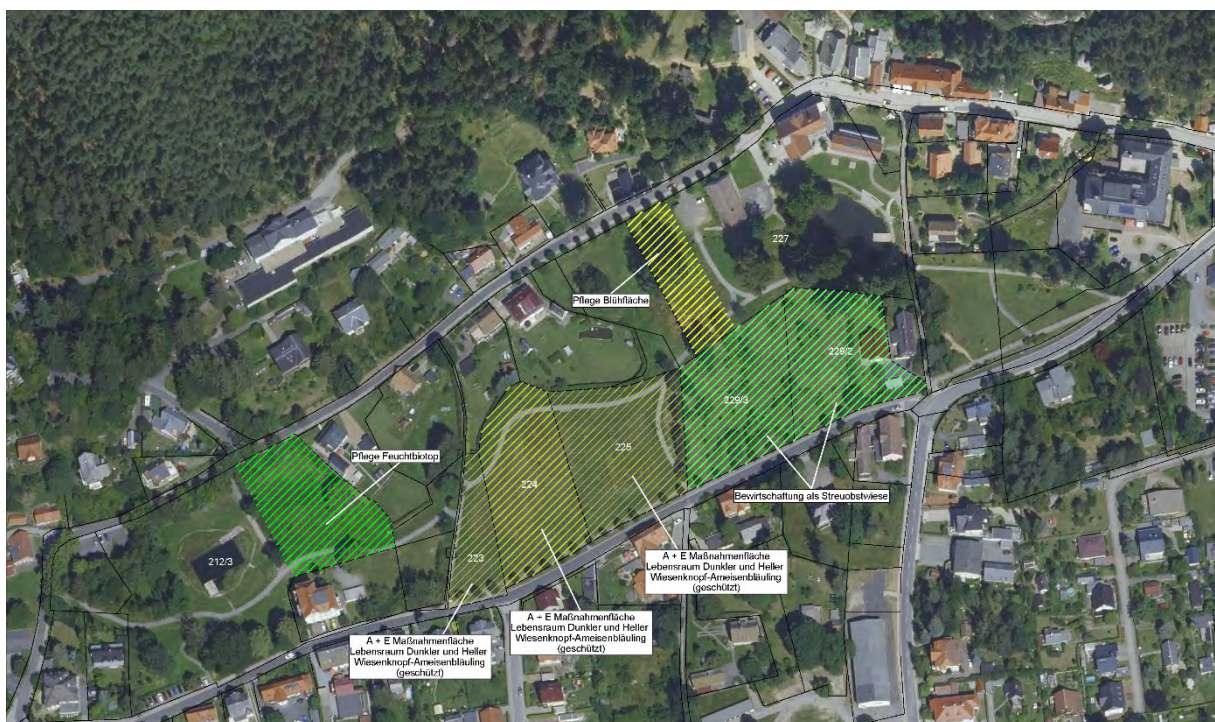 227
Pflege Blühfläche
229/2
229/3
225
Pflege Feuchtbiotop
224
Bewirtschaftung als Streuobstwiese
223
212/3
A + E Maßnahmenfläche
Lebensraum Dunkler und Heller
Wiesenknopf-Ameisenbläuling
(geschützt)
A + E Maßnahmenfläche
Lebensraum Dunkler und Heller
Wiesenknopf-Ameisenbläuling
(geschützt)
A + E Maßnahmenfläche
Lebensraum Dunkler und Heller
Wiesenknopf-Ameisenbläuling
(geschützt)